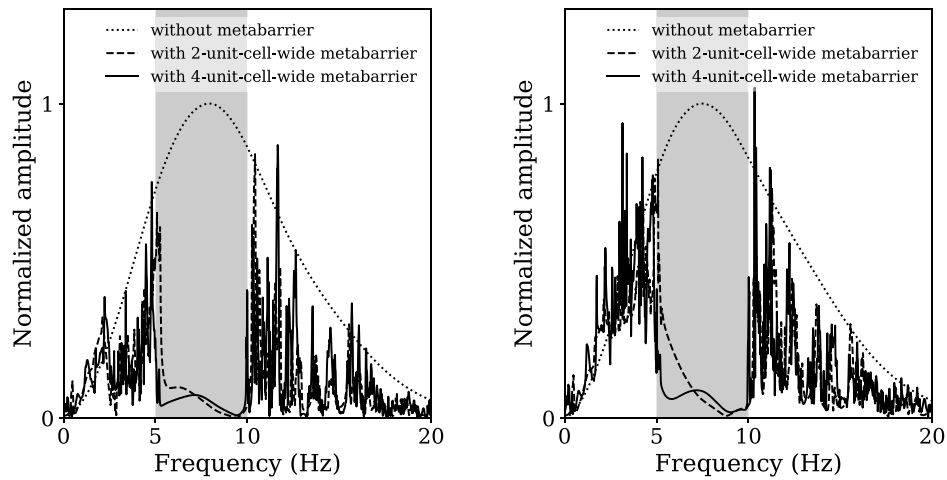 without metabarrier
with 2-unit-cell-wide metabarrier
with 4-unit-cell-wide metabarrier
Normalized amplitude
1
0
0 5 10 15 20
Frequency (Hz)
without metabarrier
with 2-unit-cell-wide metabarrier
with 4-unit-cell-wide metabarrier
Normalized amplitude
1
0
0 5 10 15 20
Frequency (Hz)